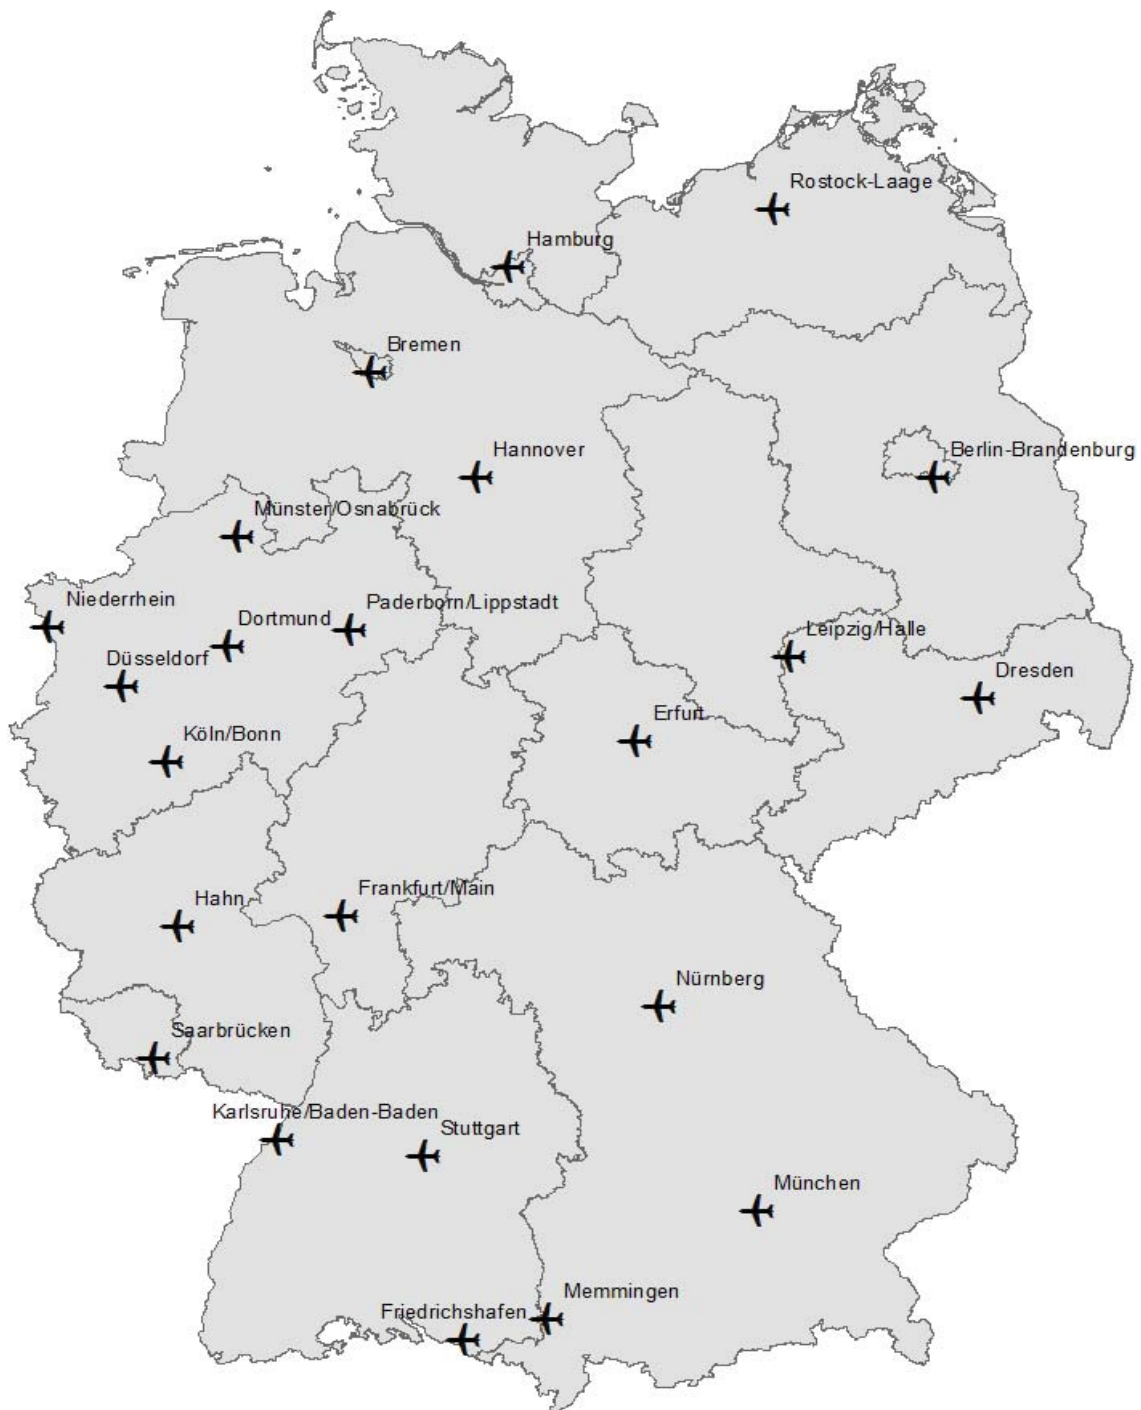 Rostock-Laage
Hamburg
Bremen
Hannover
Berlin-Brandenburg
Münster/Osnabrück
Niederrhein
Paderborn/Lippstadt
Dortmund
Leipzig/Halle
Düsseldorf
Dresden
Erfurt
Köln/Bonn
Frankfurt/Main
Hahn
Nürnberg
Saarbrücken
Karlsruhe/Baden-Baden
Stuttgart
München
Memmingen
Friedrichshafen